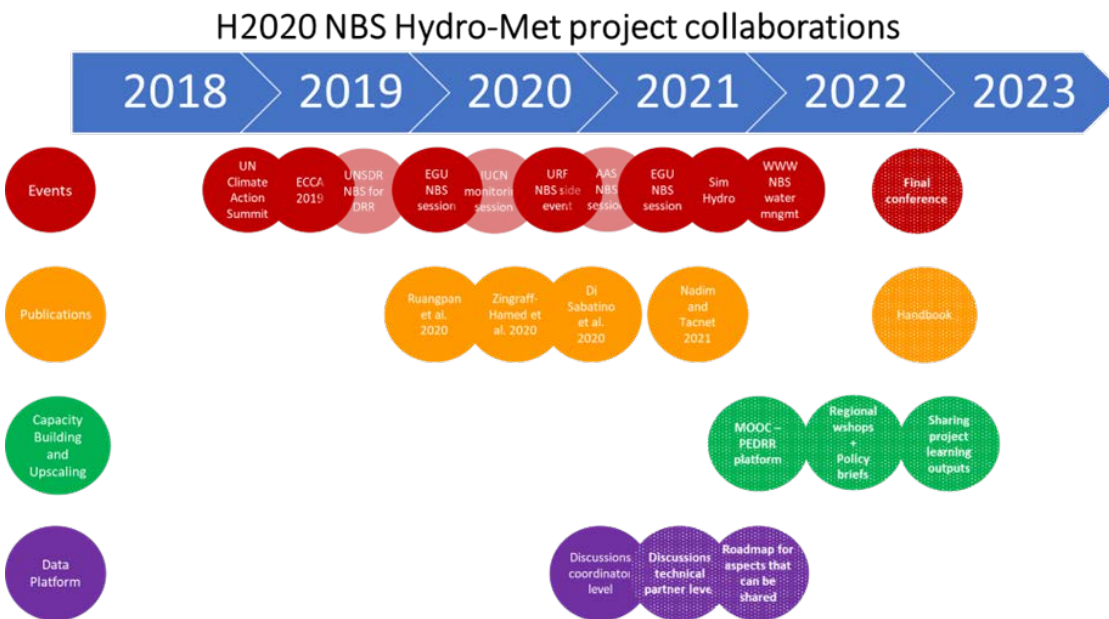 H2020 NBS Hydro-Met project collaborations
2018
2019
2020
2021
2022
2023
Events
UN
Climate
Action
Summit
ECCA
2019
UNSDR
NBS for
DRR
EGU
NBS
session
IUCN
monitoring
session
URF
NBS side
event
AAS
NBS
session
EGU
NBS
session
Sim
Hydro
WWW
NBS
water
mngmt
Final
conference
Publications
Ruangpan
et al.
2020
Zingraff-
Hamed et
al. 2020
Di
Sabatino
et al.
2020
Nadim
and
Tacnet
2021
Handbook
Capacity
Building
and
Upscaling
MOOC –
PEDRR
platform
Regional
wshops
+
Policy
briefs
Sharing
project
learning
outputs
Data
Platform
Discussions
coordinator
level
Discussions
technical
partner leve
Roadmap for
aspects that
can be
shared